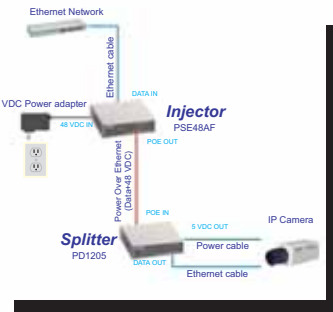 Ethernet Network
Ethernet cable
DATA IN
VDC Power adapter
48 VDC IN
Injector
PSE48AF
POE OUT
Power Over Ethernet
(Data+48 VDC)
POE IN
Splitter
PD1205
5 VDC OUT
IP Camera
Power cable
DATA OUT
Ethernet cable